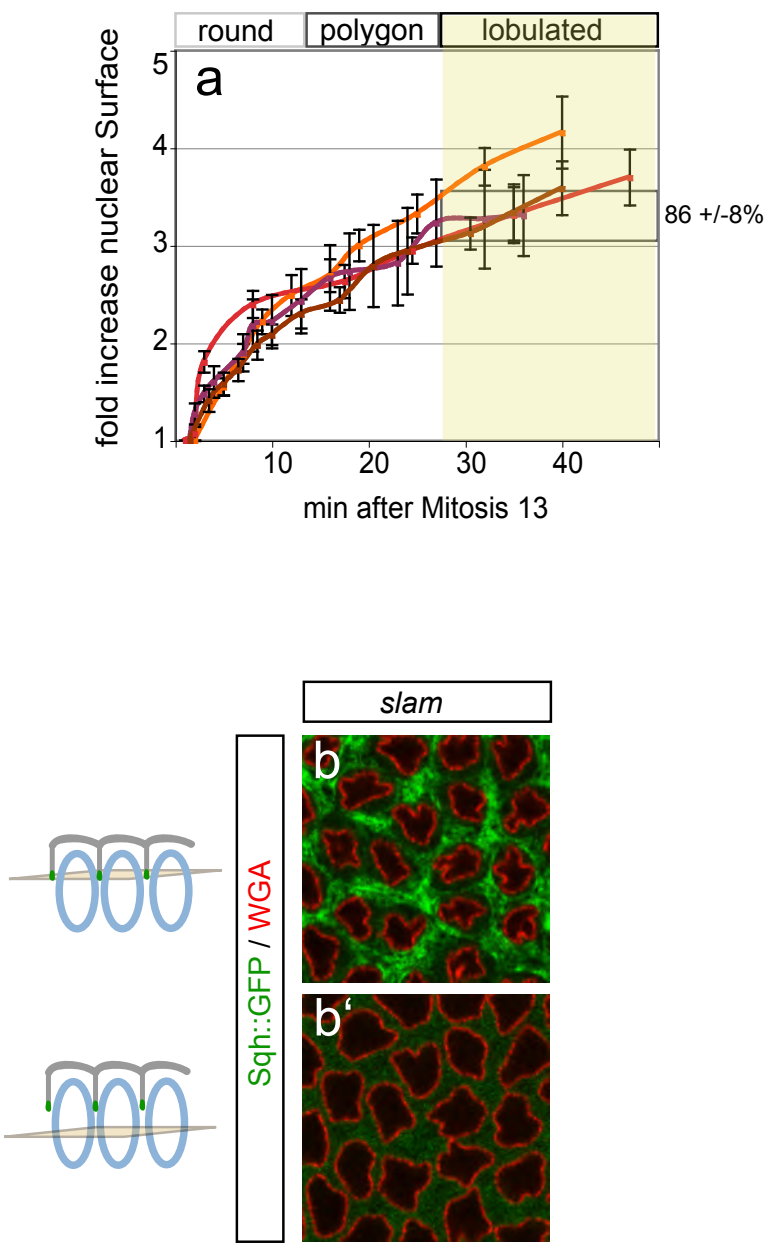 round polygon lobulated
a
fold increase nuclear Surface
5
4
3
2
1
86 +/-8%
10 20 30 40
min after Mitosis 13
slam
b
Sqh::GFP / WGA
b‘